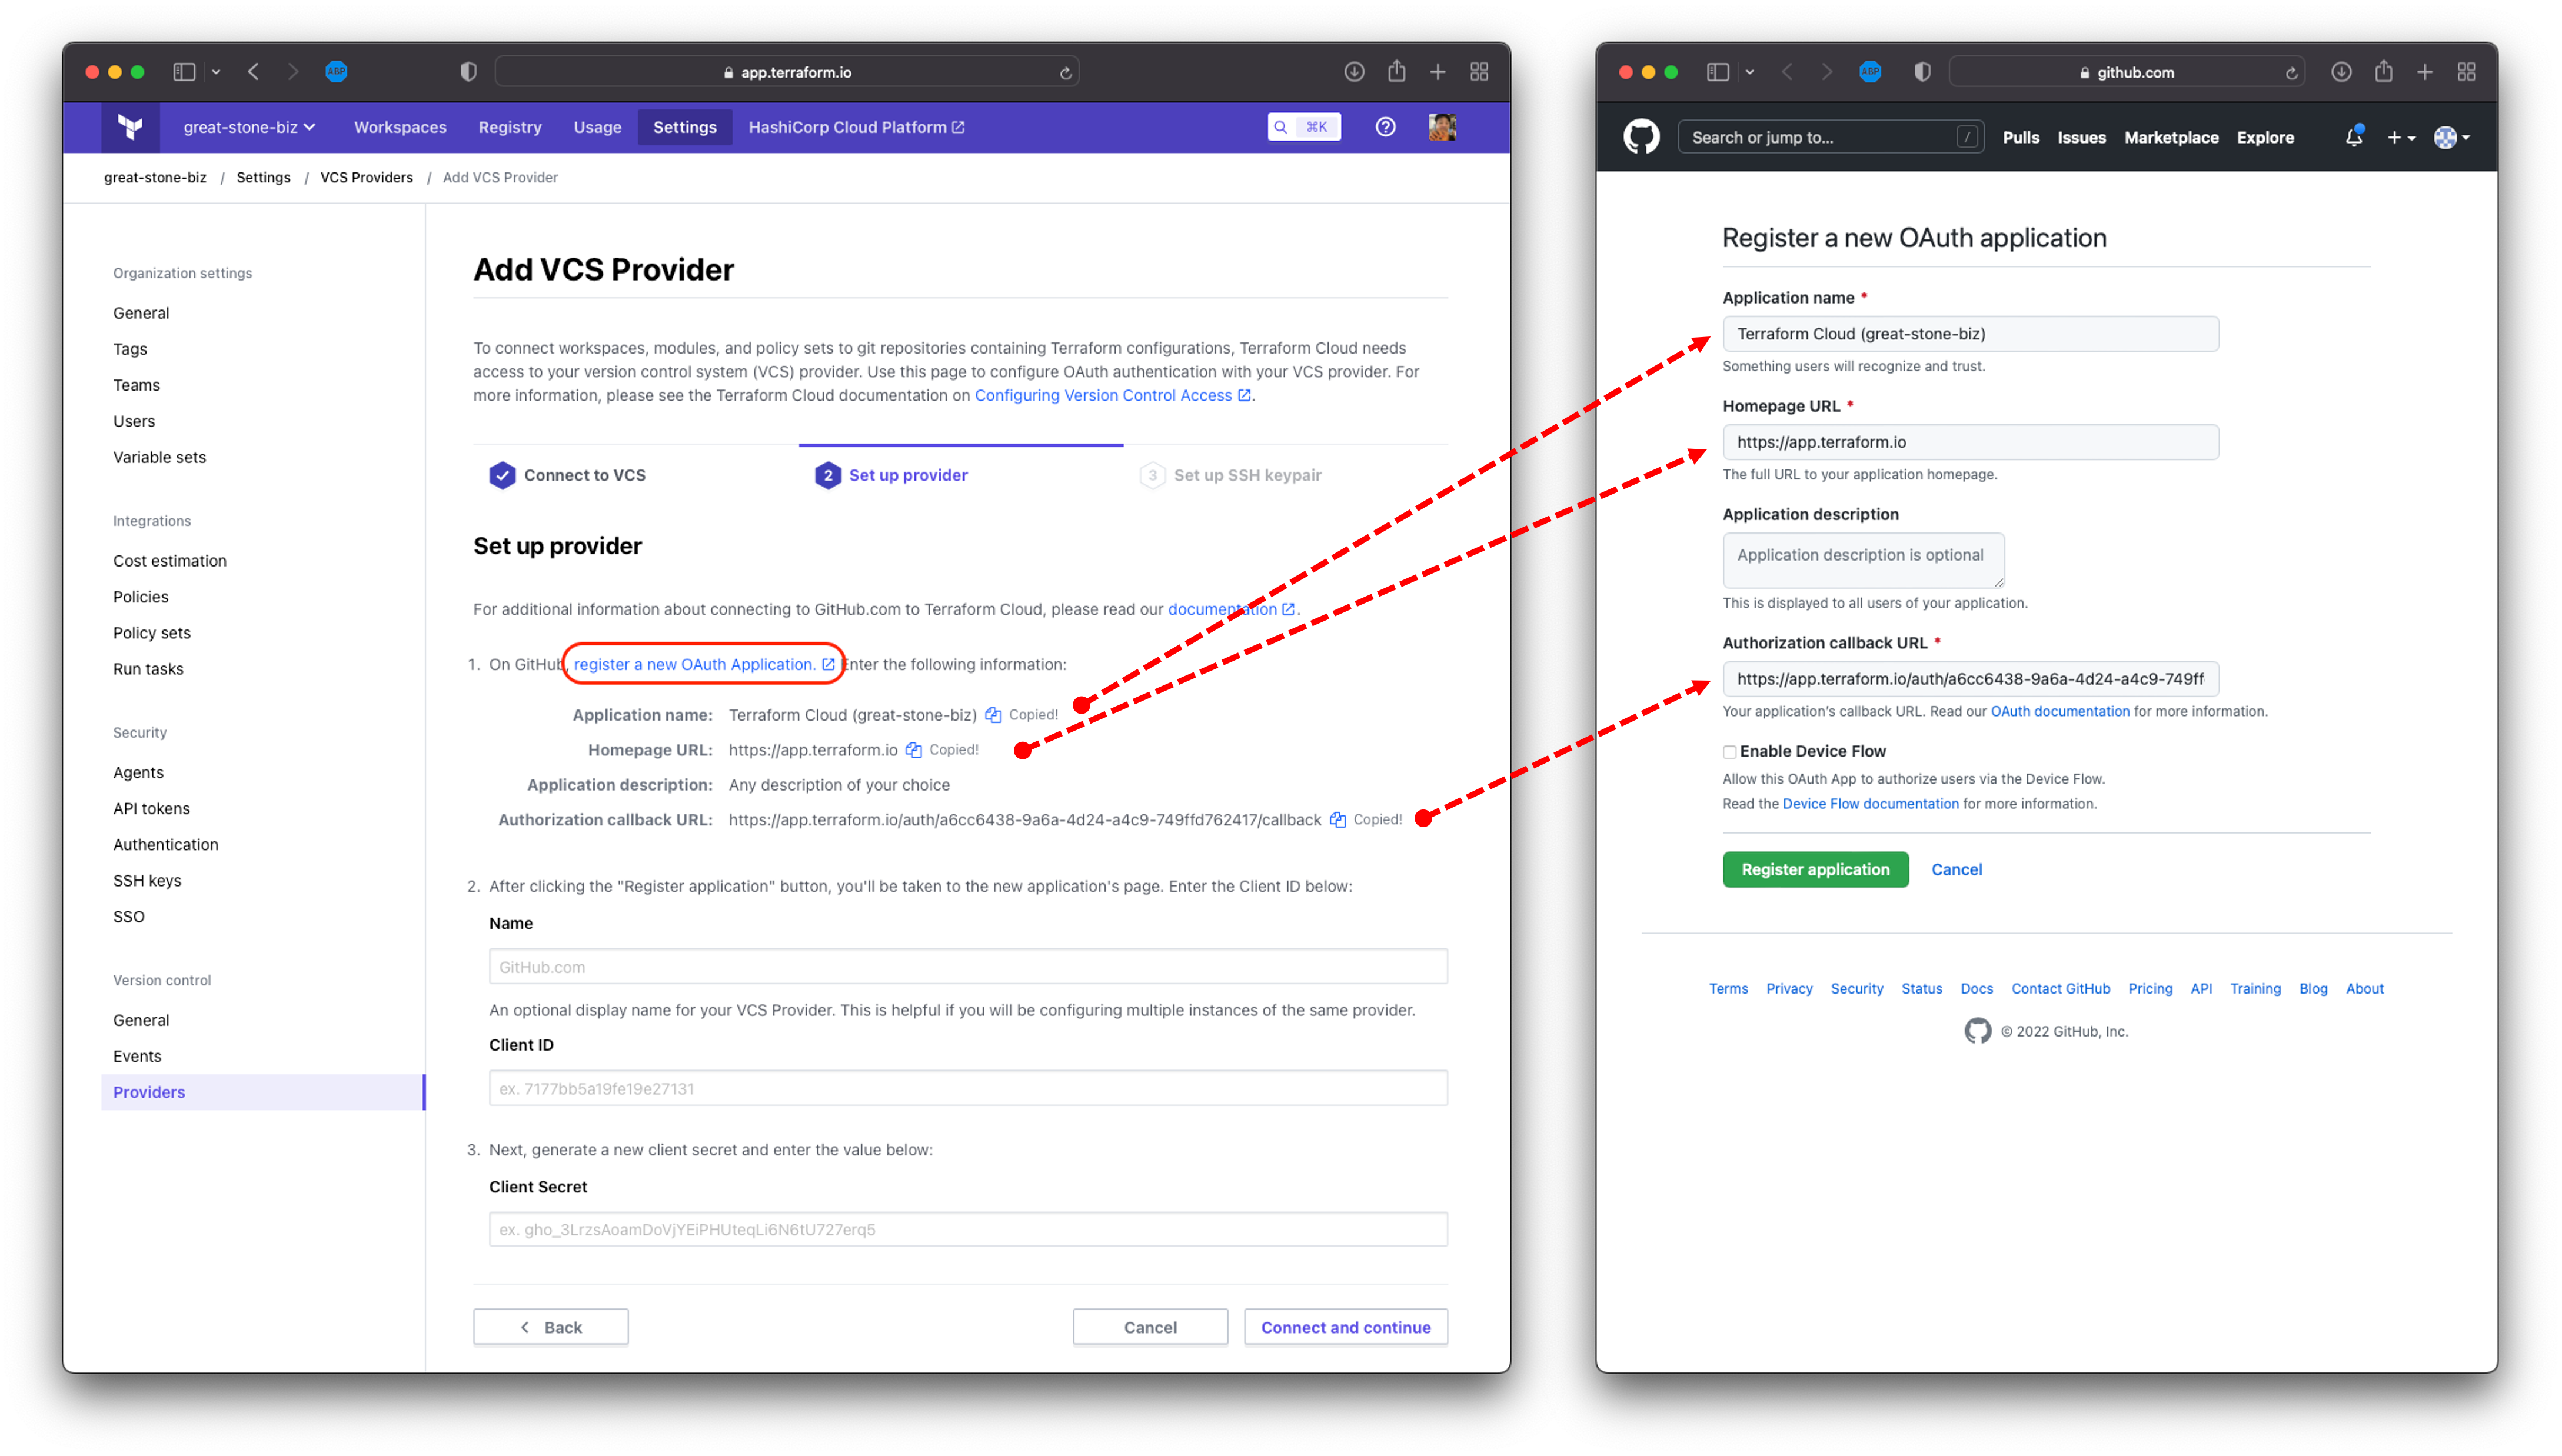 ABP
app.terraform.io
great-stone-biz
Workspaces
Registry
Usage
Settings
HashiCorp Cloud Platform
⌘K
great-stone-biz / Settings / VCS Providers / Add VCS Provider
Organization settings
General
Tags
Teams
Users
Variable sets
Integrations
Cost estimation
Policies
Policy sets
Run tasks
Security
Agents
API tokens
Authentication
SSH keys
SSO
Version control
General
Events
Providers
Add VCS Provider
To connect workspaces, modules, and policy sets to git repositories containing Terraform configurations, Terraform Cloud needs
access to your version control system (VCS) provider. Use this page to configure OAuth authentication with your VCS provider. For
more information, please see the Terraform Cloud documentation on Configuring Version Control Access.
Connect to VCS
2 Set up provider
3 Set up SSH keypair
Set up provider
For additional information about connecting to GitHub.com to Terraform Cloud, please read our documentation.
1. On GitHub, register a new OAuth Application. Enter the following information:
Application name: Terraform Cloud (great-stone-biz) Copied!
Homepage URL: https://app.terraform.io Copied!
Application description: Any description of your choice
Authorization callback URL: https://app.terraform.io/auth/a6cc6438-9a6a-4d24-a4c9-749ffd762417/callback Copied!
2. After clicking the "Register application" button, you'll be taken to the new application's page. Enter the Client ID below:
Name
GitHub.com
An optional display name for your VCS Provider. This is helpful if you will be configuring multiple instances of the same provider.
Client ID
ex. 7177bb5a19fe19e27131
3. Next, generate a new client secret and enter the value below:
Client Secret
ex. gho_3LrzsAoamDoVjYEiPHUteqLi6N6tU727erq5
Back
Cancel
Connect and continue
ABP
github.com
Search or jump to... /
Pulls
Issues
Marketplace
Explore
Register a new OAuth application
Application name *
Terraform Cloud (great-stone-biz)
Something users will recognize and trust.
Homepage URL *
https://app.terraform.io
The full URL to your application homepage.
Application description
Application description is optional
This is displayed to all users of your application.
Authorization callback URL *
https://app.terraform.io/auth/a6cc6438-9a6a-4d24-a4c9-749ff
Your application's callback URL. Read our OAuth documentation for more information.
Enable Device Flow
Allow this OAuth App to authorize users via the Device Flow.
Read the Device Flow documentation for more information.
Register application
Cancel
Terms Privacy Security Status Docs Contact GitHub Pricing API Training Blog About
© 2022 GitHub, Inc.